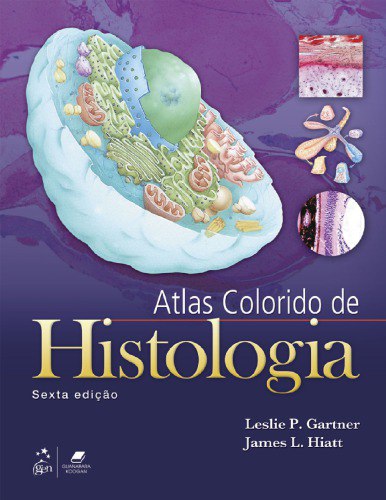 Atlas Colorido de
Histologia
Sexta edição
Leslie P. Gartner
James L. Hiatt
gen
GUANABARA
KOOGAN